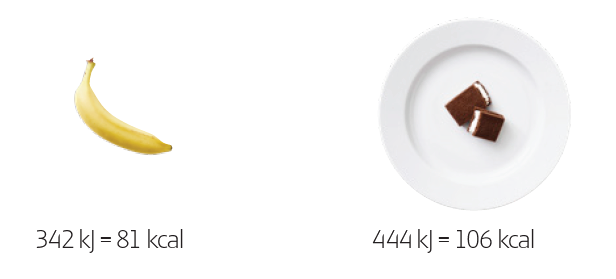 342 kJ = 81 kcal
444 kJ = 106 kcal